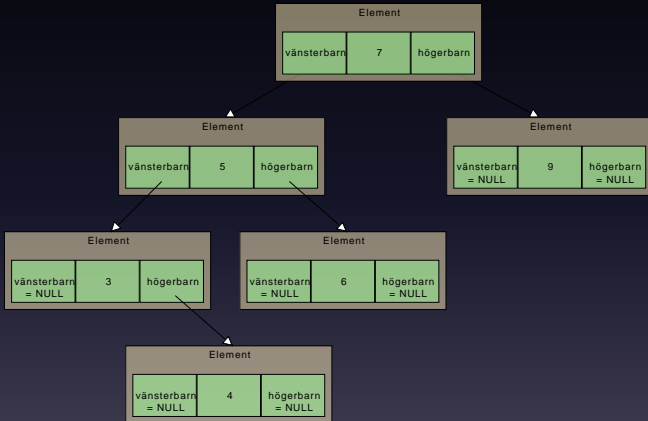 Element
vänsterbarn 7 högerbarn
Element
vänsterbarn 5 högerbarn
Element
vänsterbarn 9 högerbarn
= NULL = NULL
Element
vänsterbarn 3 högerbarn
= NULL
Element
vänsterbarn 6 högerbarn
= NULL = NULL
Element
vänsterbarn 4 högerbarn
= NULL = NULL